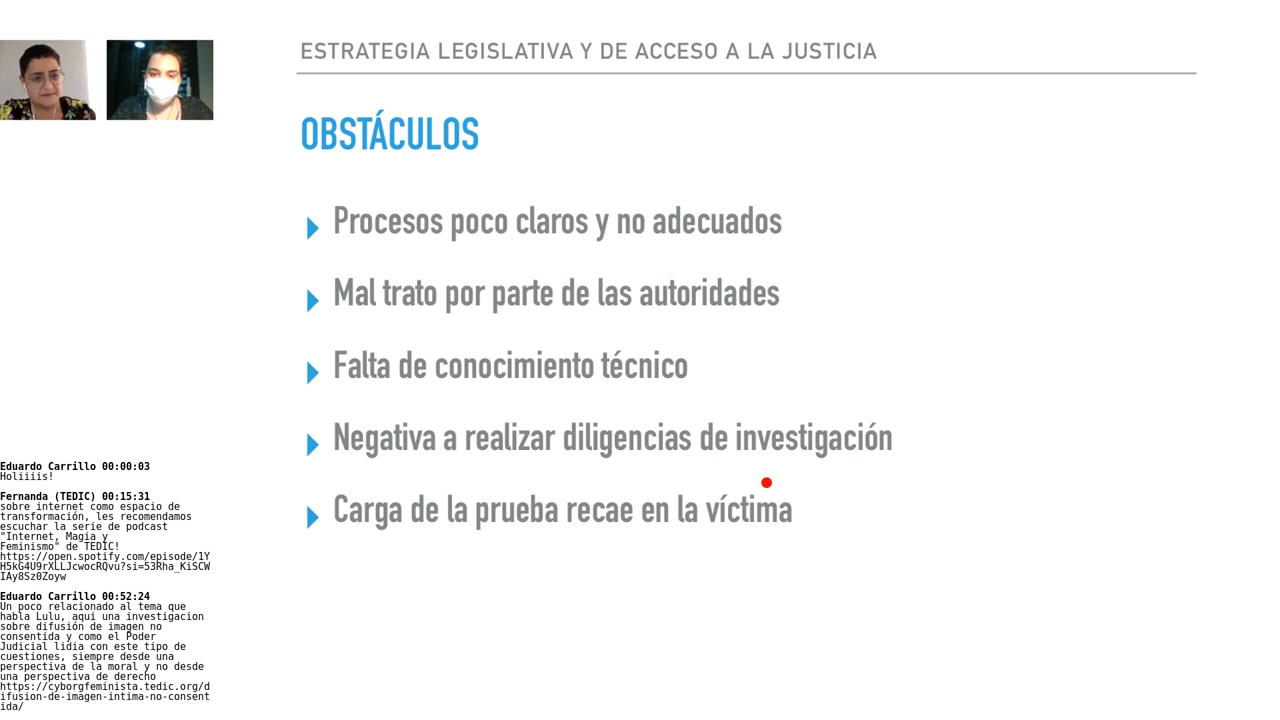 ESTRATEGIA LEGISLATIVA Y DE ACCESO A LA JUSTICIA
OBSTÁCULOS
Procesos poco claros y no adecuados
Mal trato por parte de las autoridades
Falta de conocimiento técnico
Negativa a realizar diligencias de investigación
Carga de la prueba recae en la víctima
Eduardo Carrillo 00:00:03
Holiiiis!
Fernanda (TEDIC) 00:15:31
sobre internet como espacio de
transformación, les recomendamos
escuchar la serie de podcast
"Internet, Magia y
Feminismo" de TEDIC!
https://open.spotify.com/episode/1Y
H5kG4U9rXLLJcwocRQvu?si=53Rha_KiSCW
IAy8Sz0Zoyw
Eduardo Carrillo 00:52:24
Un poco relacionado al tema que
habla Lulu, aqui una investigacion
sobre difusión de imagen no
consentida y como el Poder
Judicial lidia con este tipo de
cuestiones, siempre desde una
perspectiva de la moral y no desde
una perspectiva de derecho
https://cyborgfeminista.tedic.org/d
ifusion-de-imagen-intima-no-consent
ida/